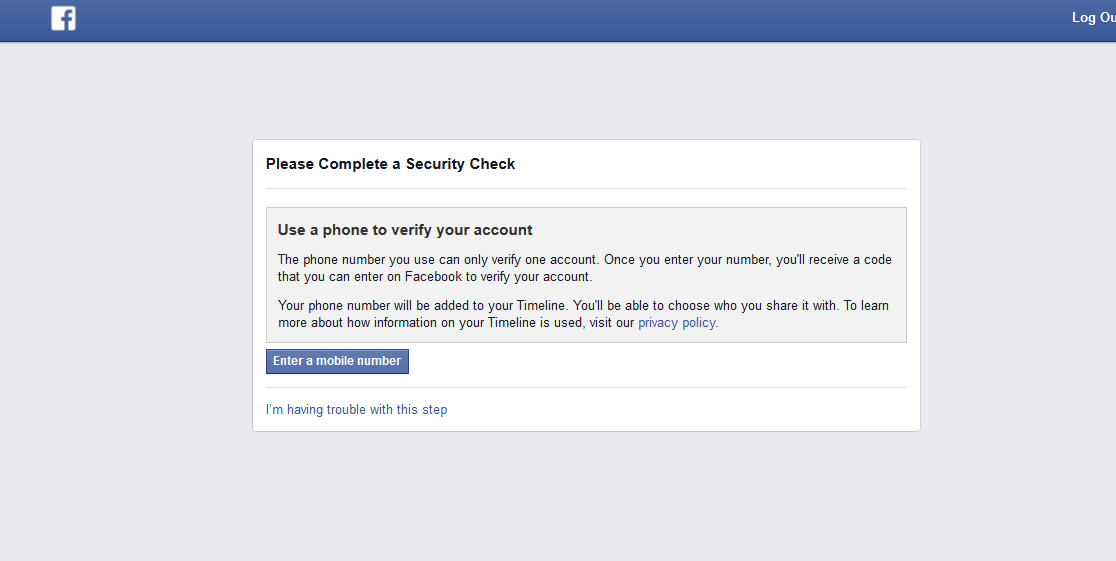 Log Ou
Please Complete a Security Check
Use a phone to verify your account
The phone number you use can only verify one account. Once you enter your number, you'll receive a code
that you can enter on Facebook to verify your account.
Your phone number will be added to your Timeline. You'll be able to choose who you share it with. To learn
more about how information on your Timeline is used, visit our privacy policy.
Enter a mobile number
I'm having trouble with this step